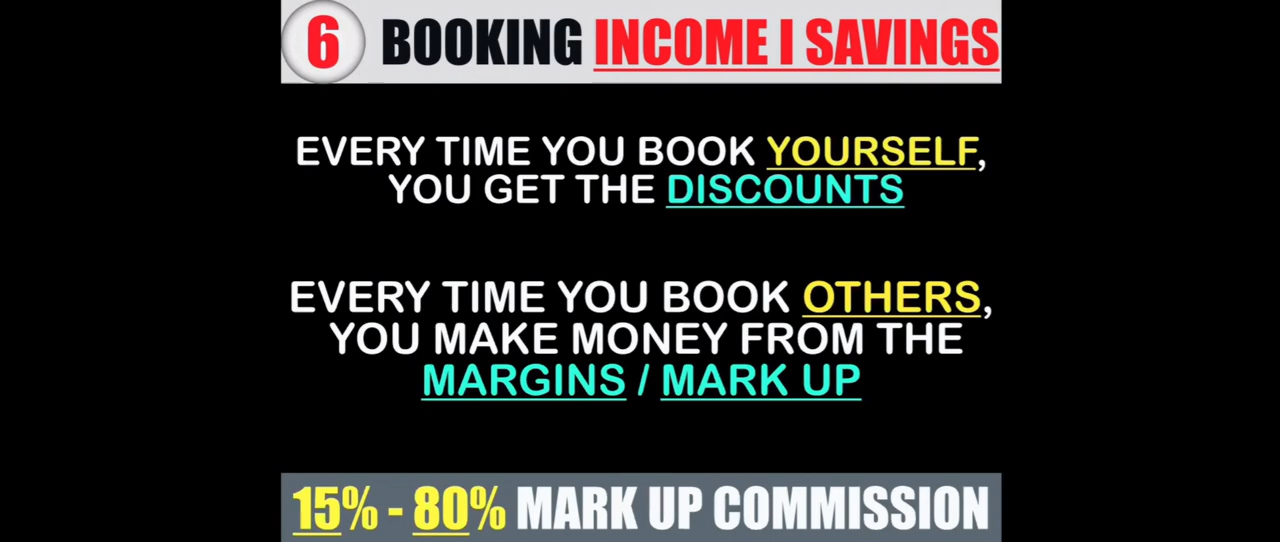 6 BOOKING INCOME I SAVINGS
EVERY TIME YOU BOOK YOURSELF,
YOU GET THE DISCOUNTS
EVERY TIME YOU BOOK OTHERS,
YOU MAKE MONEY FROM THE
MARGINS / MARK UP
15% - 80% MARK UP COMMISSION